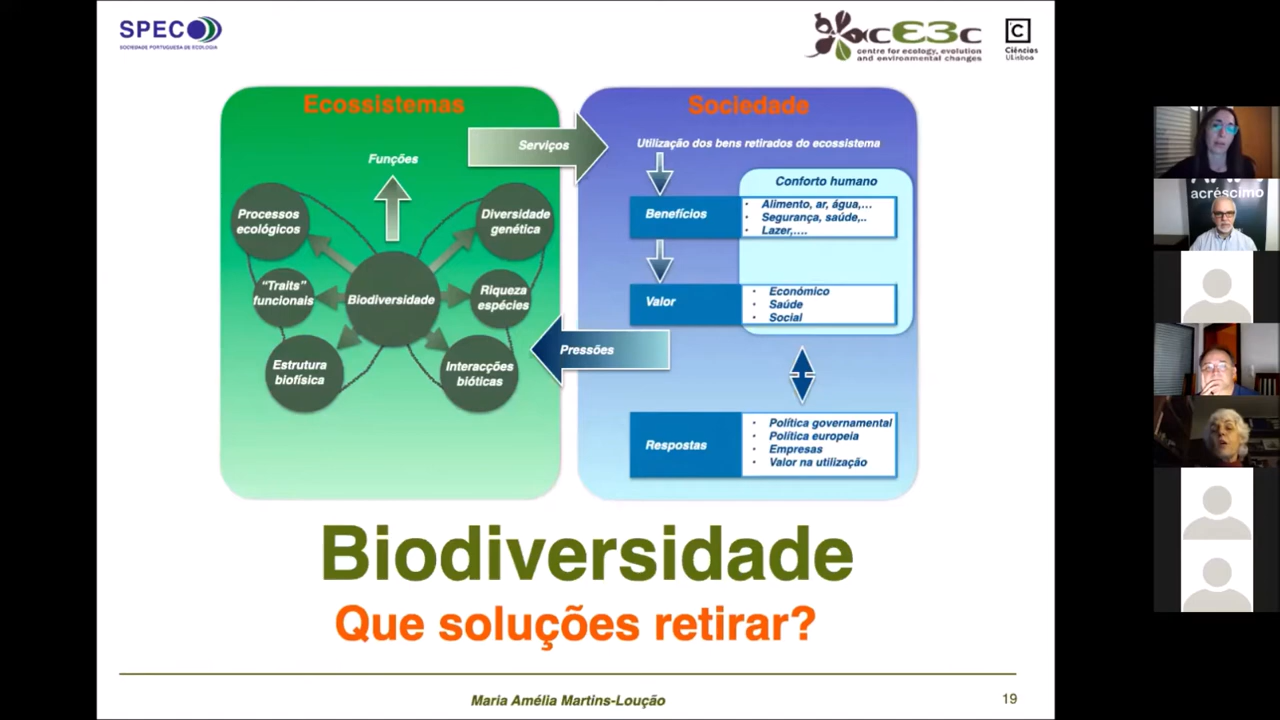 SPECO
SOCIEDADE PORTUGUESA DE ECOLOGIA
cE3c
centre for ecology, evolution
and environmental changes
C
Ciências
ULisboa
Ecossistemas
Funções
Processos
ecológicos
Diversidade
genética
"Traits"
funcionais
Biodiversidade
Riqueza
espécies
Estrutura
biofísica
Interacções
bióticas
Serviços
Pressões
Sociedade
Utilização dos bens retirados do ecossistema
Conforto humano
Benefícios
• Alimento, ar, água,...
• Segurança, saúde,..
• Lazer,....
Valor
• Económico
• Saúde
• Social
Respostas
• Política governamental
• Política europeia
• Empresas
• Valor na utilização
Biodiversidade
Que soluções retirar?
Maria Amélia Martins-Loução
19
acréscimo